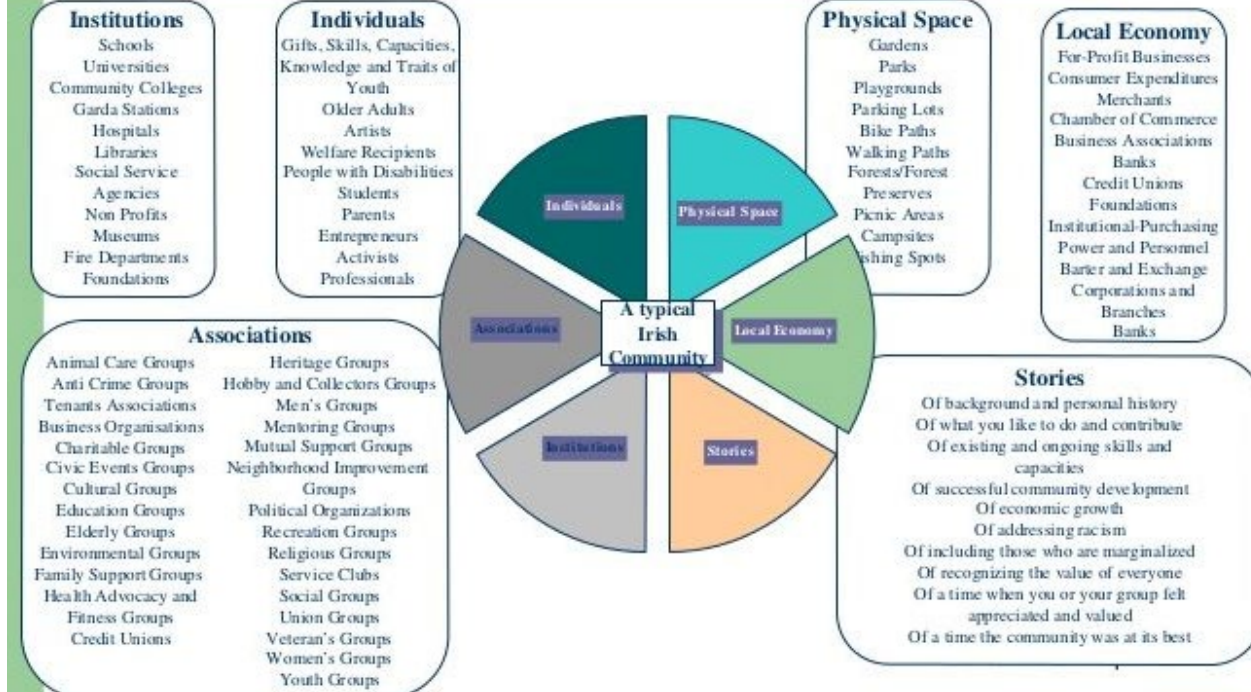 Institutions
Schools
Universities
Community Colleges
Garda Stations
Hospitals
Libraries
Social Service
Agencies
Non Profits
Museums
Fire Departments
Foundations
Individuals
Gifts, Skills, Capacities,
Knowledge and Traits of
Youth
Older Adults
Artists
Welfare Recipients
People with Disabilities
Students
Parents
Entrepreneurs
Activists
Professionals
Physical Space
Gardens
Parks
Playgrounds
Parking Lots
Bike Paths
Walking Paths
Forests/Forest
Preserves
Picnic Areas
Campsites
ishing Spots
Local Economy
For-Profit Businesses
Consumer Expenditures
Merchants
Chamber of Commerce
Business Associations
Banks
Credit Unions
Foundations
Institutional-Purchasing
Power and Personnel
Barter and Exchange
Corporations and
Branches
Banks
Individuals
Physical Space
Associations
A typical
Irish
Community
Local Economy
Institutions
Stories
Associations
Animal Care Groups
Anti Crime Groups
Tenants Associations
Business Organisations
Charitable Groups
Civic Events Groups
Cultural Groups
Education Groups
Elderly Groups
Environmental Groups
Family Support Groups
Health Advocacy and
Fitness Groups
Credit Unions
Heritage Groups
Hobby and Collectors Groups
Men's Groups
Mentoring Groups
Mutual Support Groups
Neighborhood Improvement
Groups
Political Organizations
Recreation Groups
Religious Groups
Service Clubs
Social Groups
Union Groups
Veteran's Groups
Women's Groups
Youth Groups
Stories
Of background and personal history
Of what you like to do and contribute
Of existing and ongoing skills and
capacities
Of successful community development
Of economic growth
Of addressing racism
Of including those who are marginalized
Of recognizing the value of everyone
Of a time when you or your group felt
appreciated and valued
Of a time the community was at its best